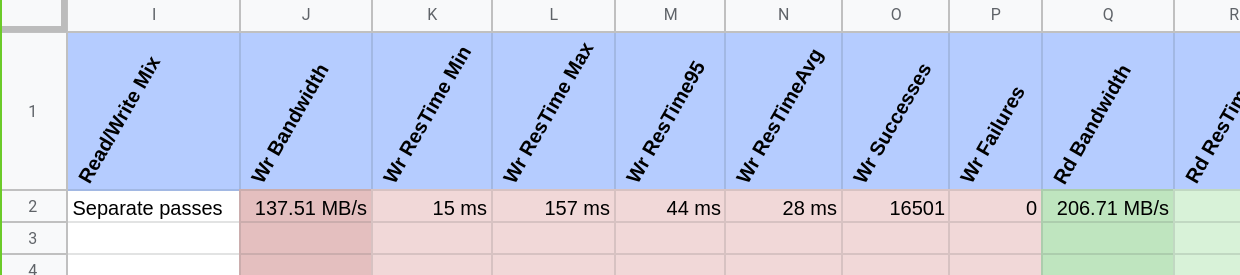 I J K L M N O P Q R
1 Read/Write Mix Wr Bandwidth Wr ResTime Min Wr ResTime Max Wr ResTime95 Wr ResTimeAvg Wr Successes Wr Failures Rd Bandwidth Rd ResTim
2 Separate passes 137.51 MB/s 15 ms 157 ms 44 ms 28 ms 16501 0 206.71 MB/s
3
4